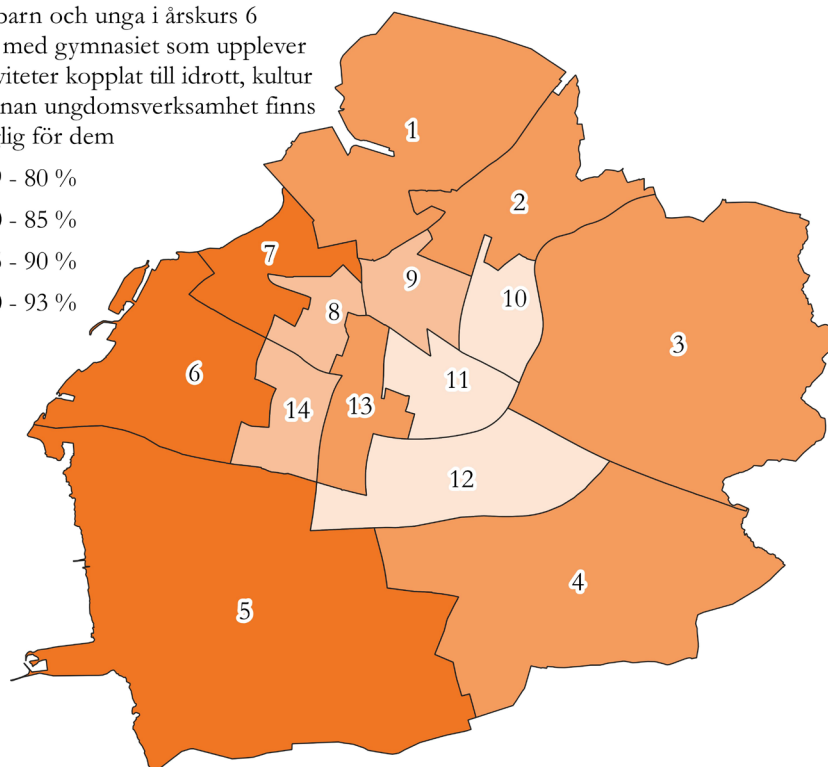 barn och unga i årskurs 6
med gymnasiet som upplever
viteter kopplat till idrott, kultur
nan ungdomsverksamhet finns
rlig för dem
- 80 %
- 85 %
- 90 %
- 93 %
1
2
7
9
8
10
3
6
11
14
13
12
4
5